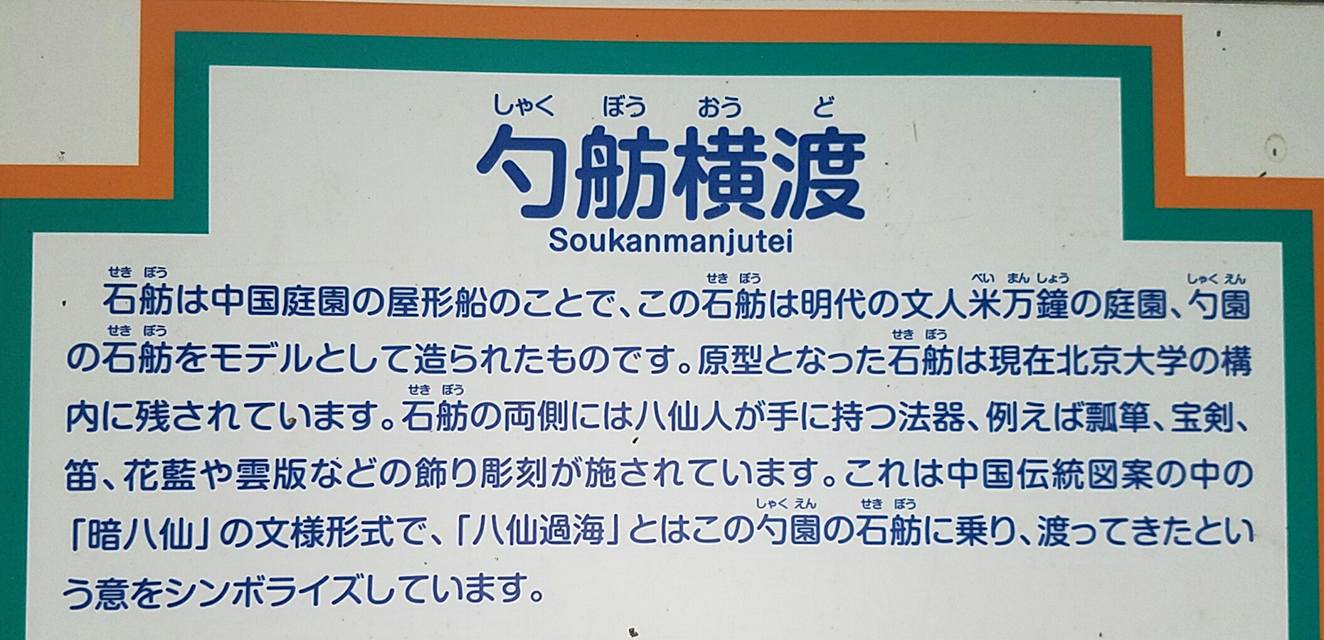 しゃく ぼう おう ど
勺舫横渡
Soukanmanjutei
せき ぼう せき ぼう べい まん しょう しゃく えん
石舫は中国庭園の屋形船のことで、この石舫は明代の文人米万鐘の庭園、勺園
せき ぼう せき ぼう
の石舫をモデルとして造られたものです。原型となった石舫は現在北京大学の構
せき ぼう
内に残されています。石舫の両側には八仙人が手に持つ法器、例えば瓢箪、宝剣、
笛、花藍や雲版などの飾り彫刻が施されています。これは中国伝統図案の中の
しゃく えん せき ぼう
「暗八仙」の文様形式で、「八仙過海」とはこの勺園の石舫に乗り、渡ってきたとい
う意をシンボライズしています。